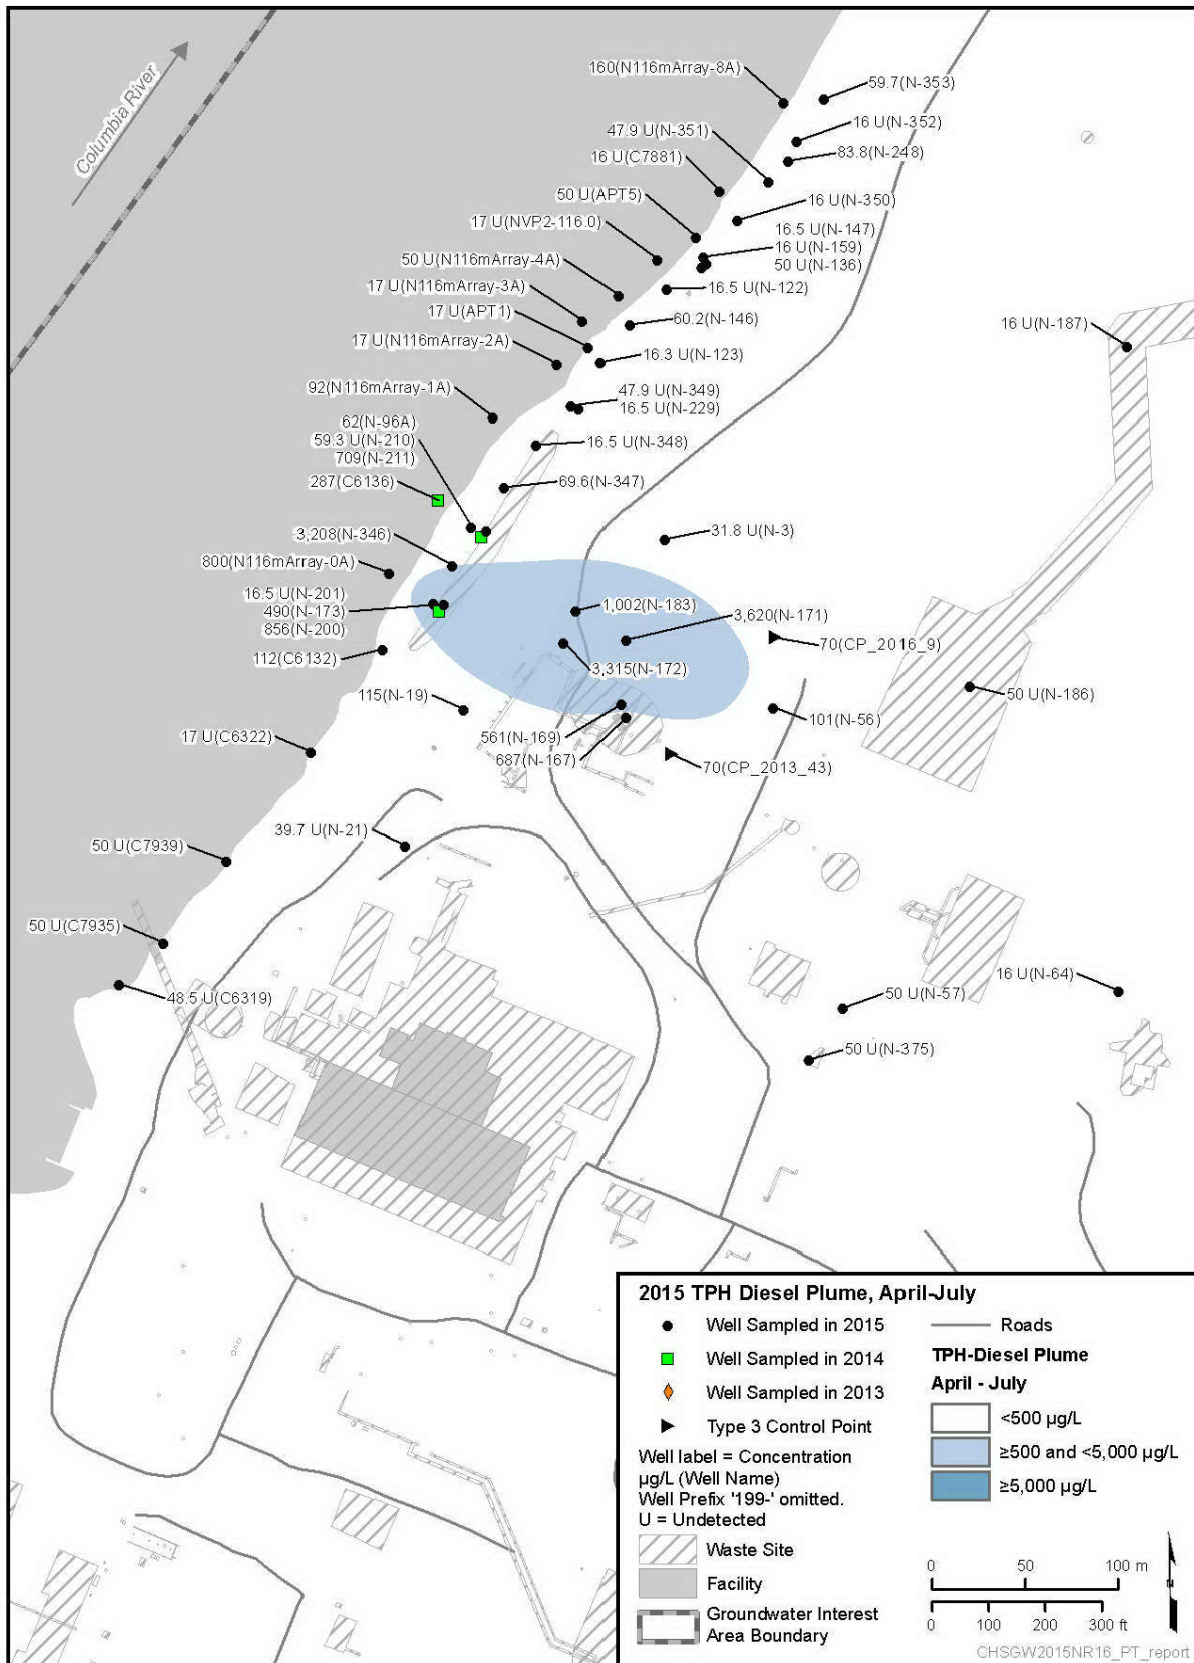 Columbia River
160(N116mArray-8A)
59.7(N-353)
47.9 U(N-351)
16 U(N-352)
16 U(C7881)
83.8(N-248)
50 U(APT5)
16 U(N-350)
17 U(NVP2-116.0)
16.5 U(N-147)
16 U(N-159)
50 U(N116mArray-4A)
50 U(N-136)
17 U(N116mArray-3A)
16.5 U(N-122)
17 U(APT1)
60.2(N-146)
16 U(N-187)
17 U(N116mArray-2A)
16.3 U(N-123)
92(N116mArray-1A)
47.9 U(N-349)
16.5 U(N-229)
62(N-96A)
59.3 U(N-210)
709(N-211)
16.5 U(N-348)
287(C6136)
69.6(N-347)
3,208(N-346)
31.8 U(N-3)
800(N116mArray-0A)
16.5 U(N-201)
490(N-173)
856(N-200)
1,002(N-183)
3,620(N-171)
70(CP_2016_9)
112(C6132)
3,315(N-172)
115(N-19)
50 U(N-186)
101(N-56)
561(N-169)
687(N-167)
17 U(C6322)
70(CP_2013_43)
39.7 U(N-21)
50 U(C7939)
50 U(C7935)
48.5 U(C6319)
16 U(N-64)
50 U(N-57)
50 U(N-375)
2015 TPH Diesel Plume, April-July
Well Sampled in 2015
Well Sampled in 2014
Well Sampled in 2013
Type 3 Control Point
Well label = Concentration
µg/L (Well Name)
Well Prefix '199-' omitted.
U = Undetected
Waste Site
Facility
Groundwater Interest
Area Boundary
Roads
TPH-Diesel Plume
April - July
<500 µg/L
≥500 and <5,000 µg/L
≥5,000 µg/L
0 50 100 m
0 100 200 300 ft
N
CHSGW2015NR16_PT_report